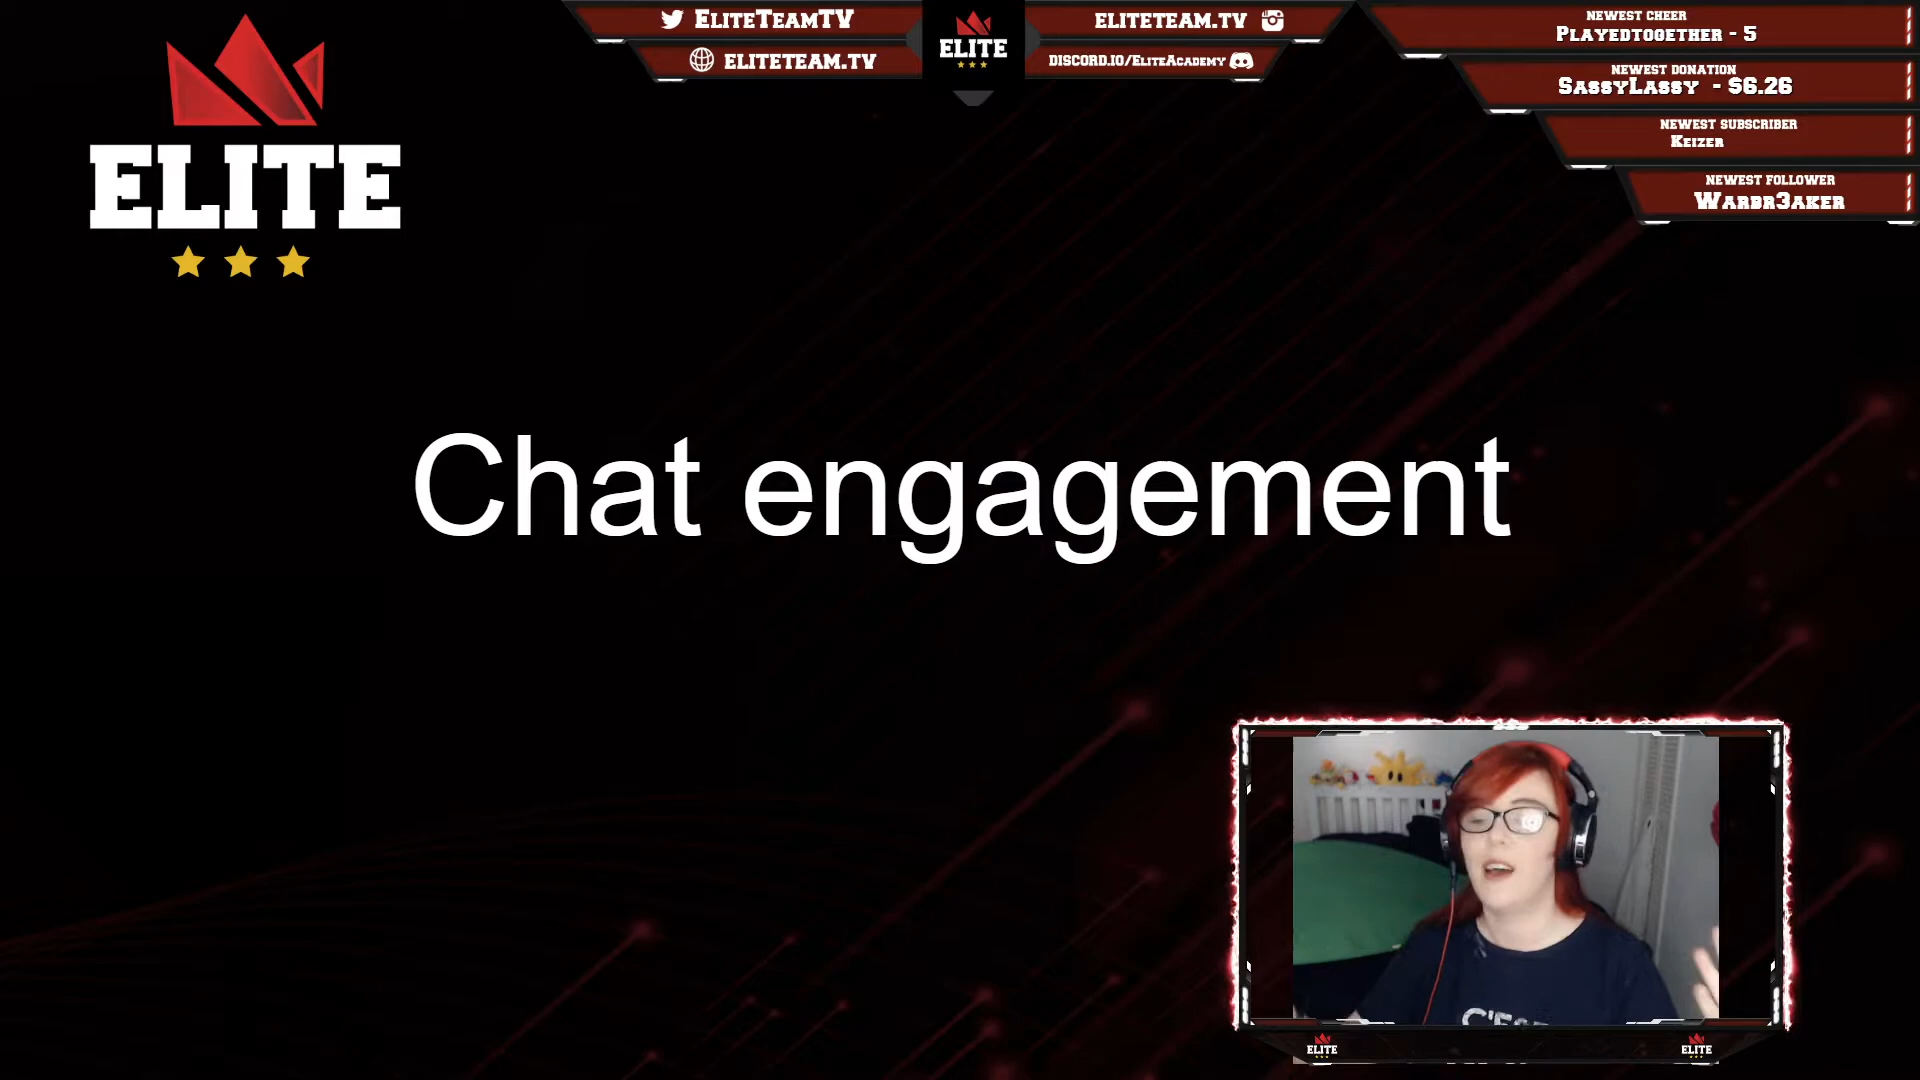 ELITE
EliteTeamTV
ELITETEAM.TV
ELITE
ELITETEAM.TV
DISCORD.IO/EliteAcademy
NEWEST CHEER
PLAYEDTOGETHER - 5
NEWEST DONATION
SassyLassy - $6.26
NEWEST SUBSCRIBER
Keizer
NEWEST FOLLOWER
Warbr3aker
Chat engagement
ELITE
ELITE